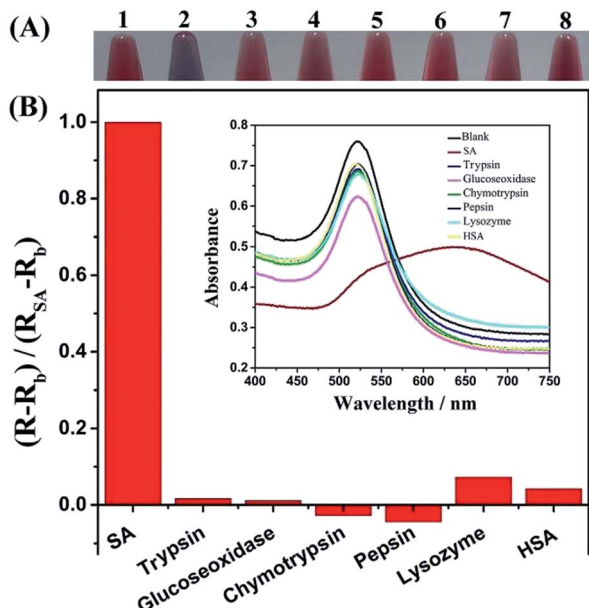 (A)
1 2 3 4 5 6 7 8
(B)
(R-Rb) / (RSA-Rb)
1.0
0.8
0.6
0.4
0.2
0.0
SA
Trypsin
Glucoseoxidase
Chymotrypsin
Pepsin
Lysozyme
HSA
Absorbance
0.8
0.7
0.6
0.5
0.4
0.3
0.2
400 450 500 550 600 650 700 750
Wavelength / nm
Blank
SA
Trypsin
Glucoseoxidase
Chymotrypsin
Pepsin
Lysozyme
HSA